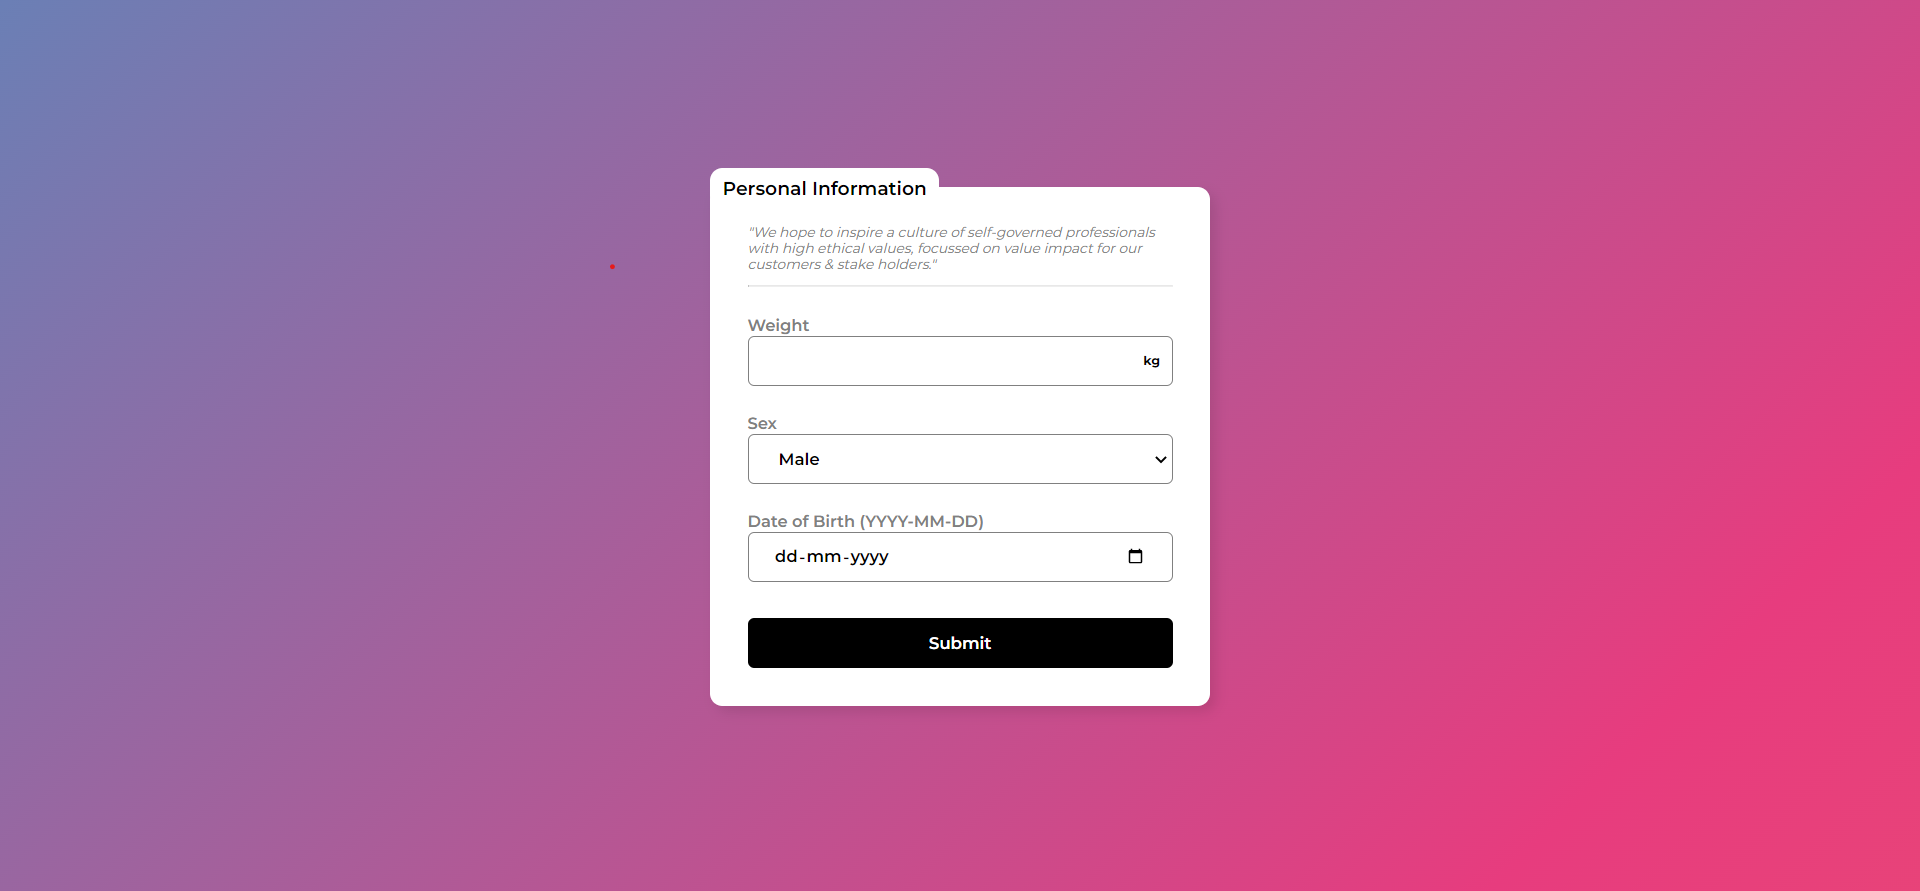 Personal Information
"We hope to inspire a culture of self-governed professionals
with high ethical values, focussed on value impact for our
customers & stake holders."
Weight
kg
Sex
Male
Date of Birth (YYYY-MM-DD)
dd-mm-yyyy
Submit